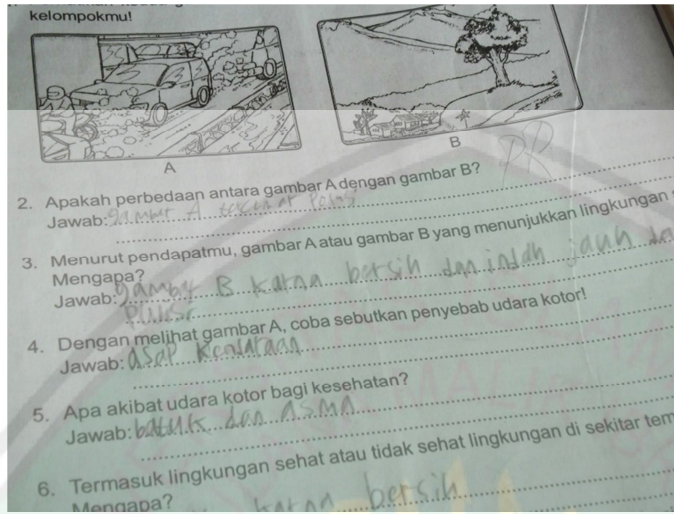 kelompokmu!
A
B
PR
2. Apakah perbedaan antara gambar A dengan gambar B?
Jawab: gambar A
3. Menurut pendapatmu, gambar A atau gambar B yang menunjukkan lingkungan
Mengapa?
Jawab: gambr B karna bersih dan indah jauh
4. Dengan melihat gambar A, coba sebutkan penyebab udara kotor!
Jawab: asap
5. Apa akibat udara kotor bagi kesehatan?
Jawab: batuk dan asma
6. Termasuk lingkungan sehat atau tidak sehat lingkungan di sekitar tem
Mengapa? karna bersih